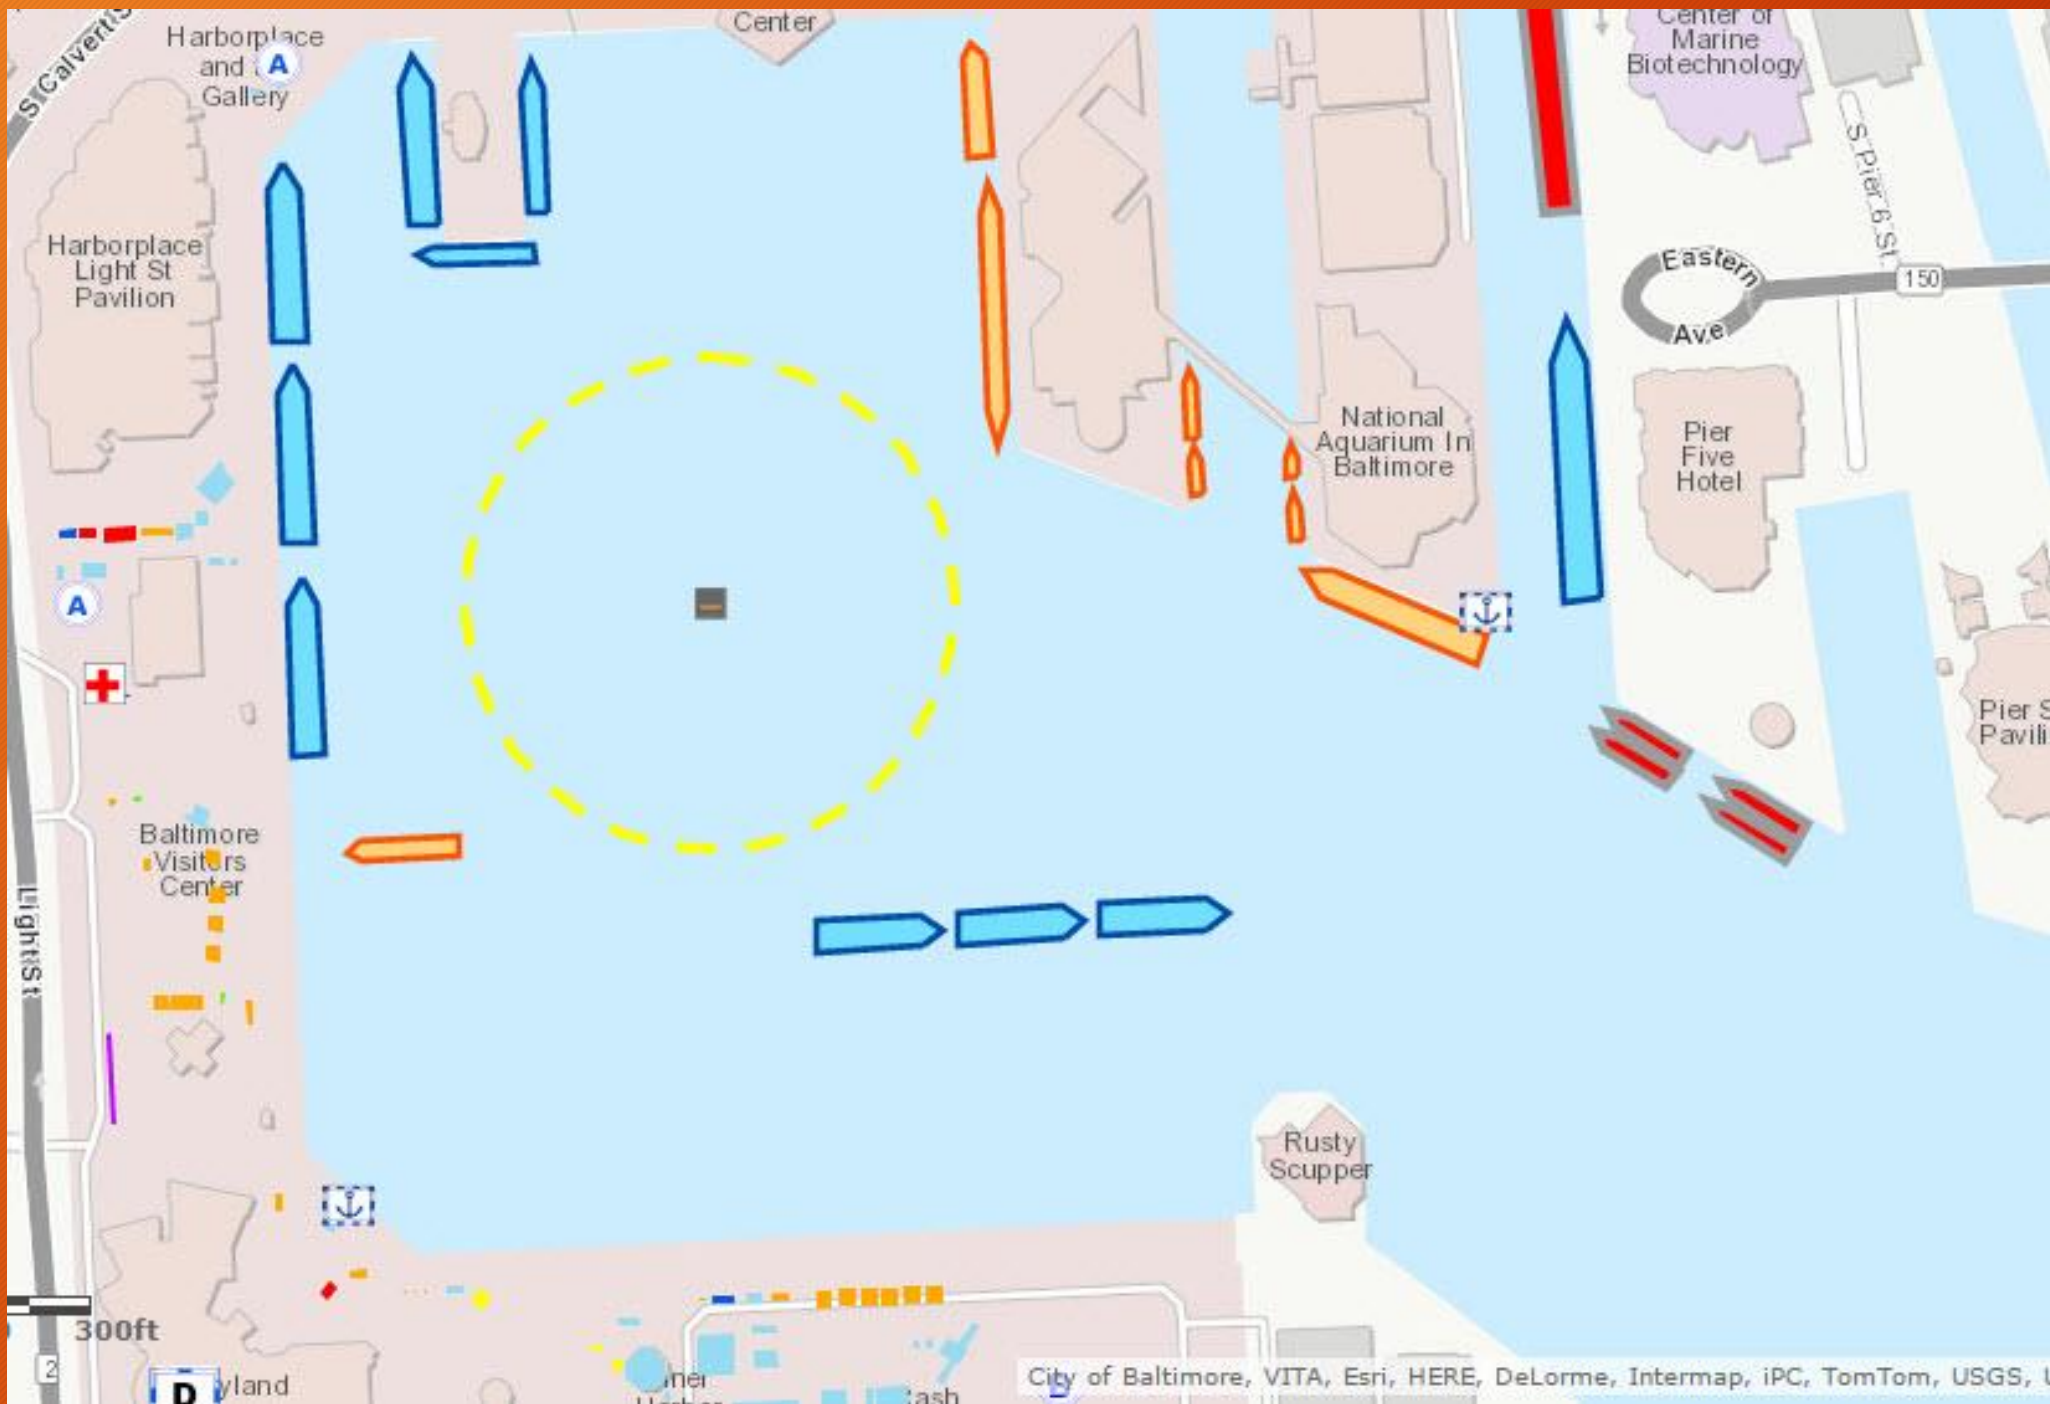 S Calvert S
Harborplace
and
Gallery
A
Center
Center of
Marine
Biotechnology
S Pier 6 St.
Harborplace
Light St
Pavilion
Eastern
Ave
150
National
Aquarium In
Baltimore
Pier
Five
Hotel
A
Pier S
Pavili
Baltimore
Visitors
Center
Light St
Rusty
Scupper
300ft
2
D
yland
City of Baltimore, VITA, Esri, HERE, DeLorme, Intermap, iPC, TomTom, USGS, U